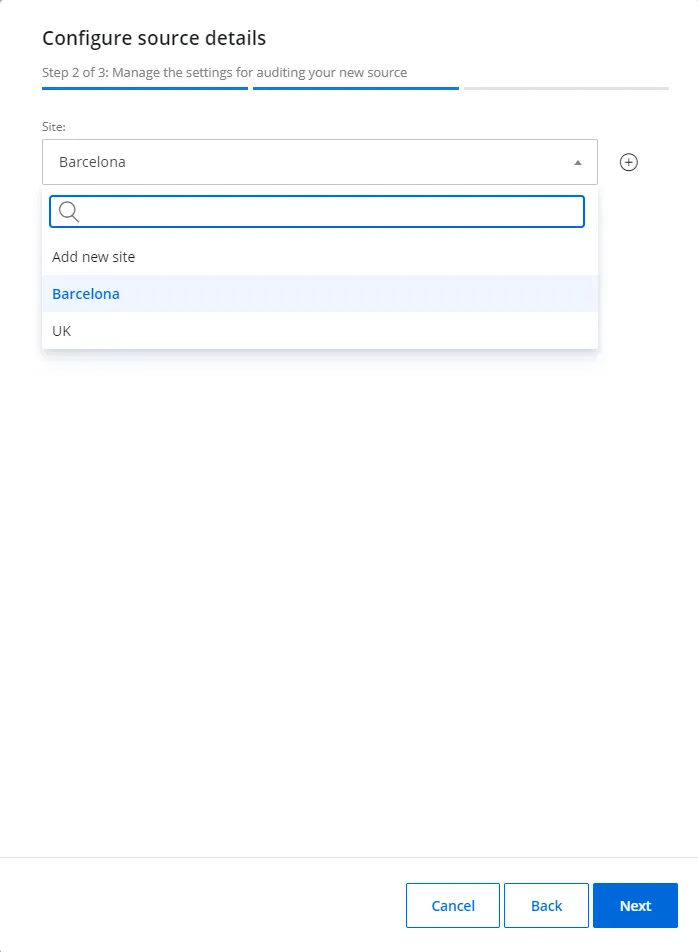 Configure source details
Step 2 of 3: Manage the settings for auditing your new source
Site:
Barcelona
Add new site
Barcelona
UK
Cancel
Back
Next